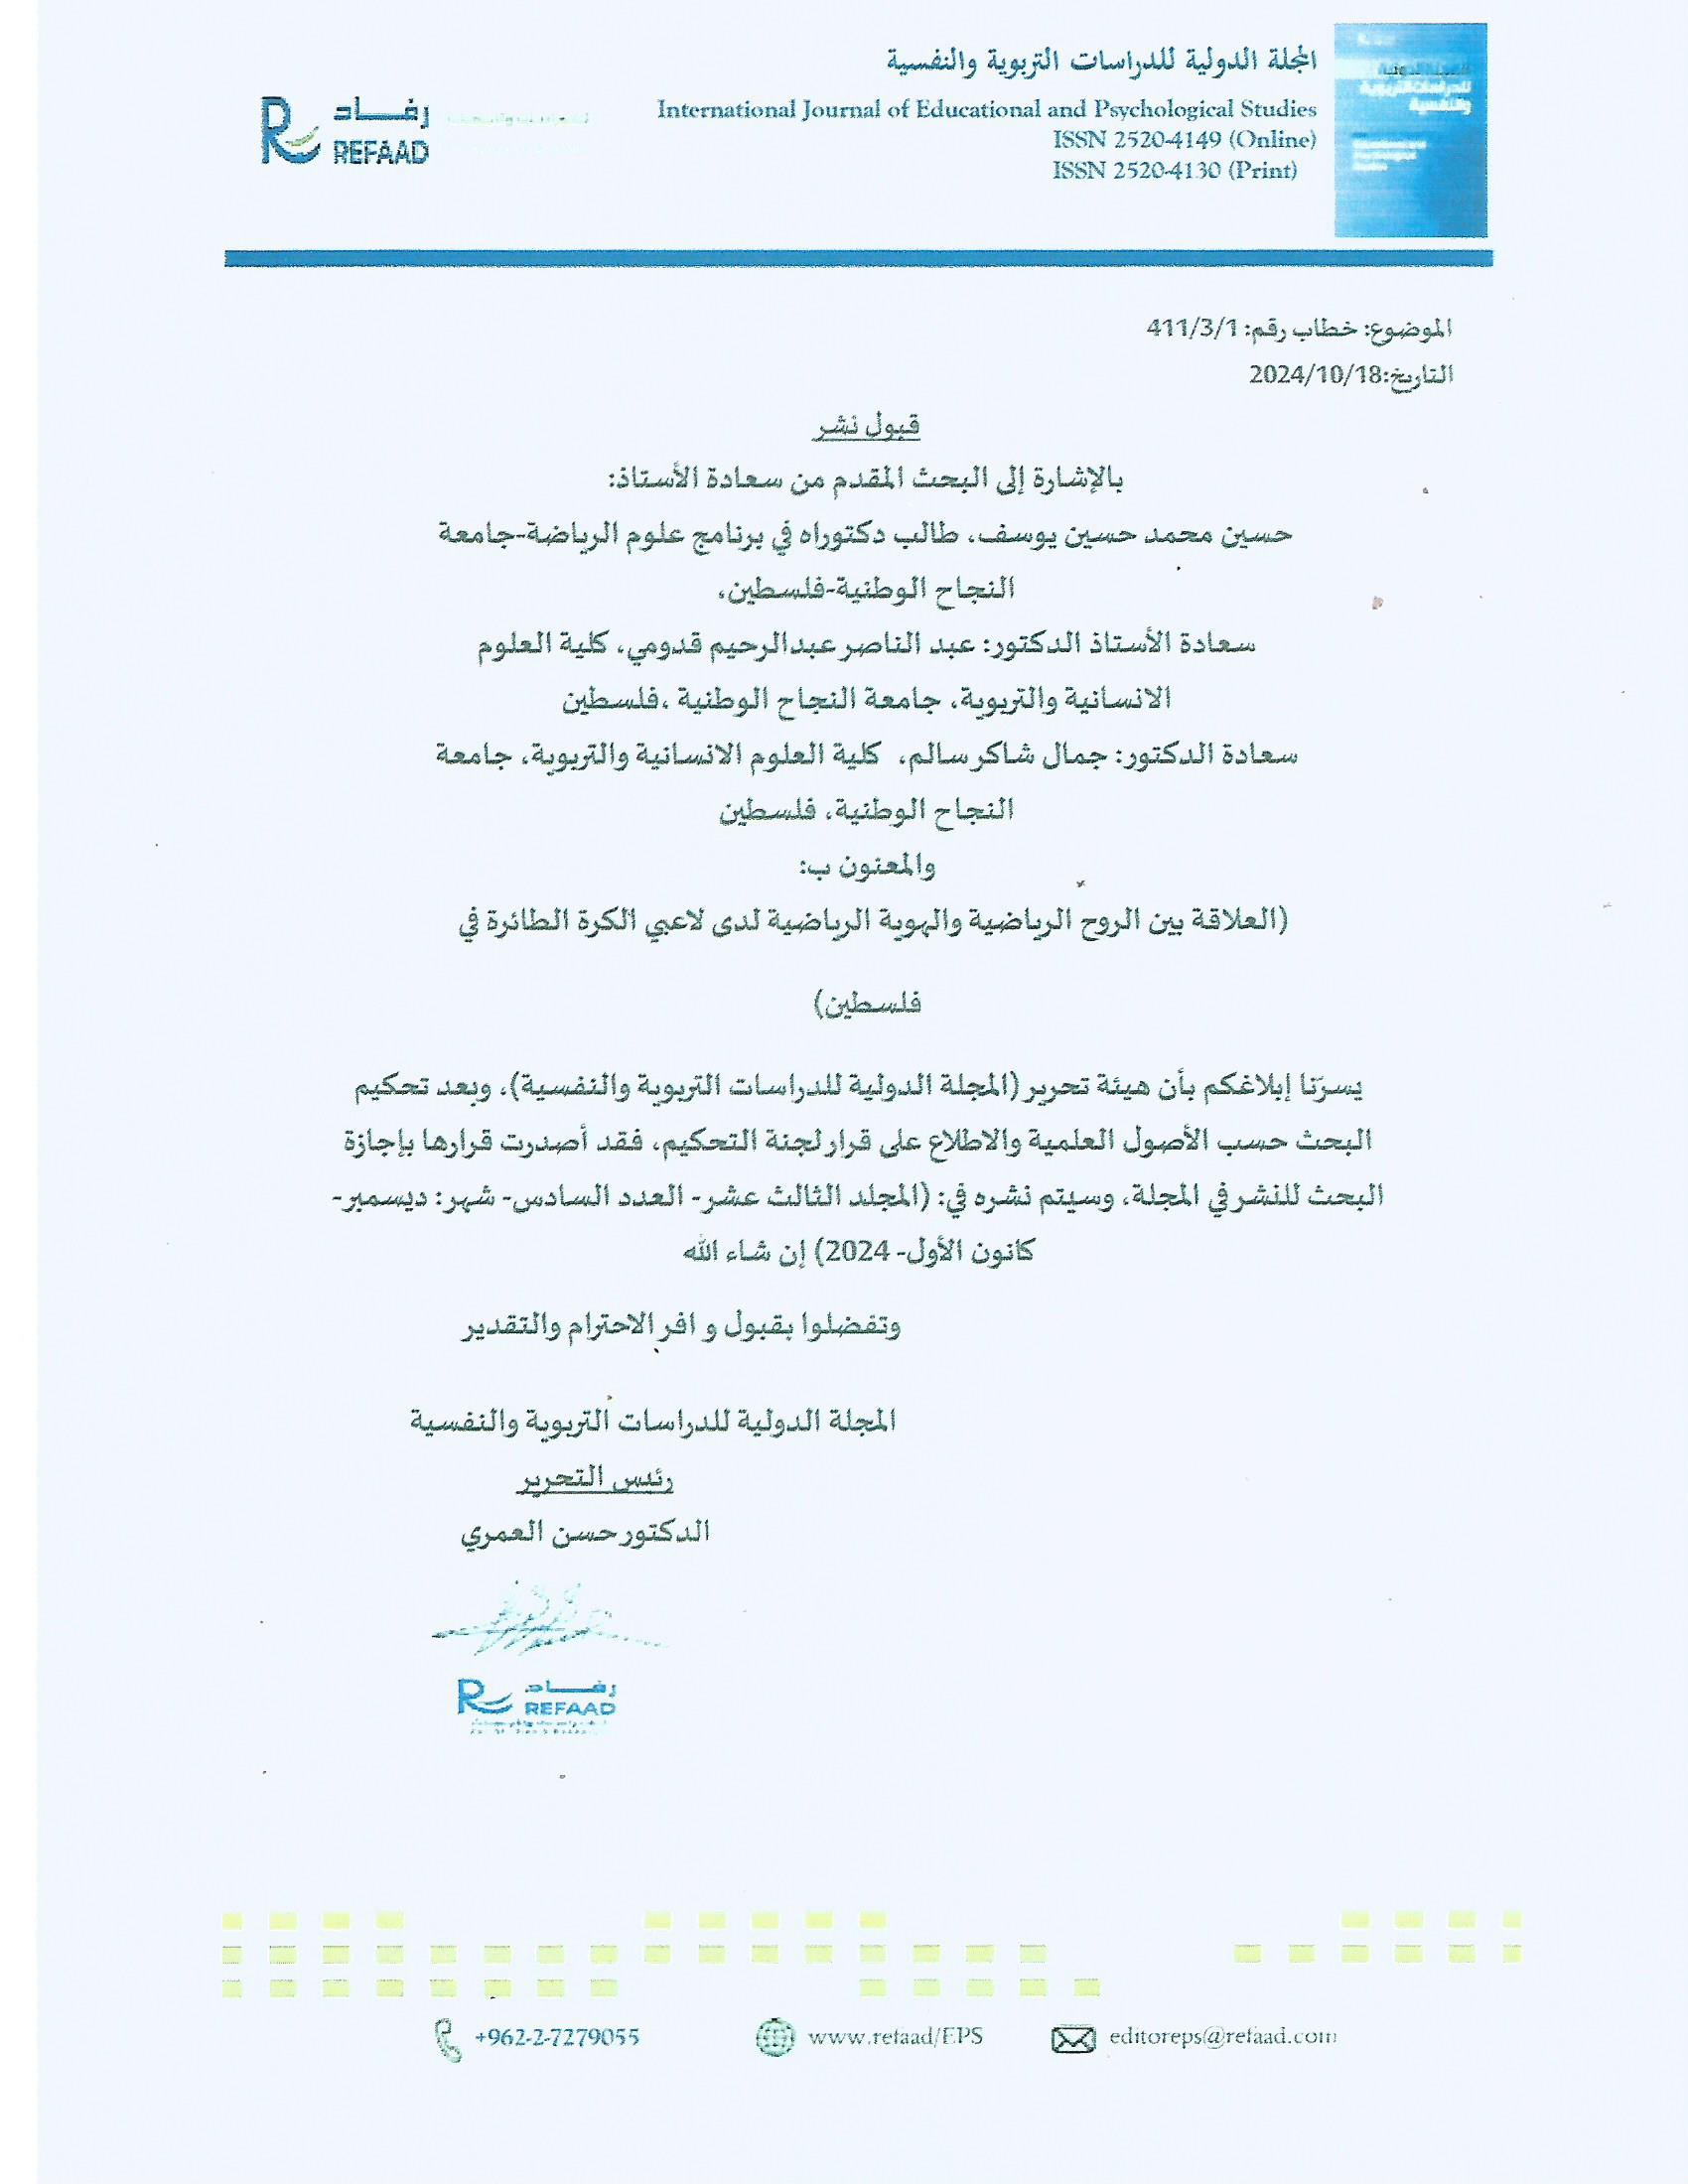 المجلة الدولية للدراسات التربوية والنفسية
International Journal of Educational and Psychological Studies
ISSN 2520-4149 (Online)
ISSN 2520-4130 (Print)
رفاد
REFAAD
الموضوع: خطاب رقم: 411/3/1
التاريخ:2024/10/18
قبول نشر
بالإشارة إلى البحث المقدم من سعادة الأستاذ:
حسين محمد حسين يوسف، طالب دكتوراه في برنامج علوم الرياضة-جامعة
النجاح الوطنية-فلسطين،
سعادة الأستاذ الدكتور: عبد الناصر عبدالرحيم قدومي، كلية العلوم
الانسانية والتربوية، جامعة النجاح الوطنية ،فلسطين
سعادة الدكتور: جمال شاكر سالم، كلية العلوم الانسانية والتربوية، جامعة
النجاح الوطنية، فلسطين
والمعنون ب:
(العلاقة بين الروح الرياضية والهوية الرياضية لدى لاعبي الكرة الطائرة في
فلسطين)
يسرّنا إبلاغكم بأن هيئة تحرير (المجلة الدولية للدراسات التربوية والنفسية)، وبعد تحكيم
البحث حسب الأصول العلمية والاطلاع على قرار لجنة التحكيم، فقد أصدرت قرارها بإجازة
البحث للنشر في المجلة، وسيتم نشره في: (المجلد الثالث عشر- العدد السادس- شهر: ديسمبر-
كانون الأول- 2024) إن شاء الله
وتفضلوا بقبول و افر الاحترام والتقدير
المجلة الدولية للدراسات التربوية والنفسية
رئيس التحرير
الدكتور حسن العمري
رفاد
REFAAD
+962-2-7279055
www.refaad/EPS
editoreps@refaad.com